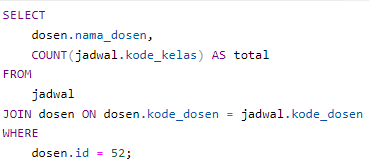 SELECT
dosen.nama_dosen,
COUNT(jadwal.kode_kelas) AS total
FROM
jadwal
JOIN dosen ON dosen.kode_dosen = jadwal.kode_dosen
WHERE
dosen.id = 52;